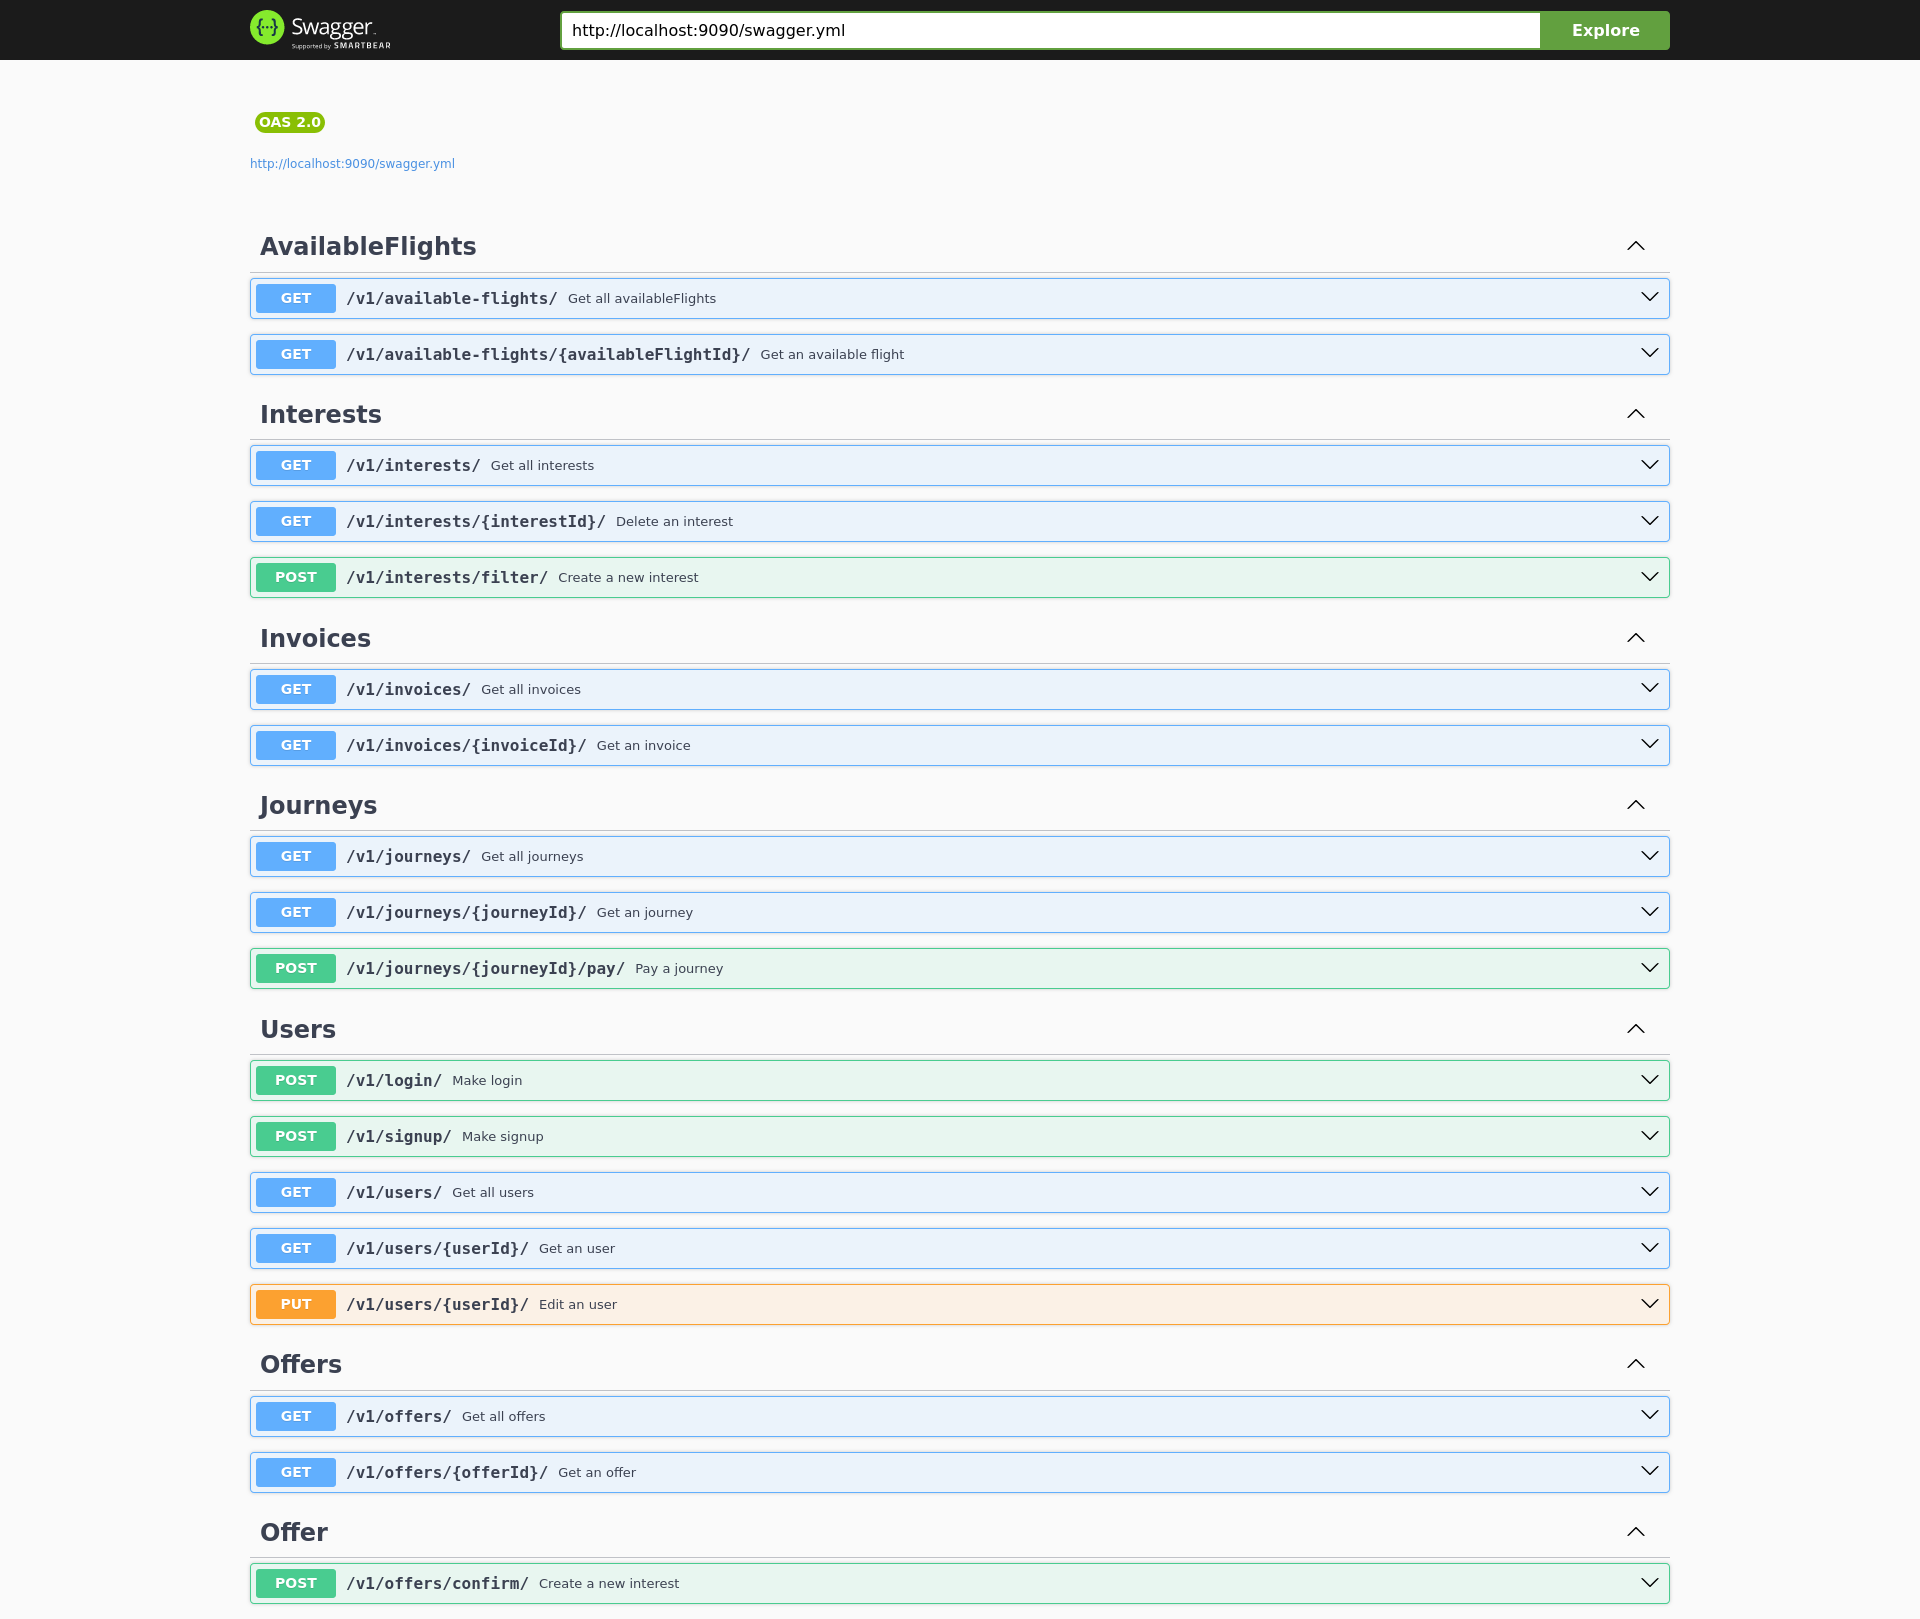 Swagger
Supported by SMARTBEAR
http://localhost:9090/swagger.yml
Explore
OAS 2.0
http://localhost:9090/swagger.yml
AvailableFlights
GET /v1/available-flights/ Get all availableFlights
GET /v1/available-flights/{availableFlightId}/ Get an available flight
Interests
GET /v1/interests/ Get all interests
GET /v1/interests/{interestId}/ Delete an interest
POST /v1/interests/filter/ Create a new interest
Invoices
GET /v1/invoices/ Get all invoices
GET /v1/invoices/{invoiceId}/ Get an invoice
Journeys
GET /v1/journeys/ Get all journeys
GET /v1/journeys/{journeyId}/ Get an journey
POST /v1/journeys/{journeyId}/pay/ Pay a journey
Users
POST /v1/login/ Make login
POST /v1/signup/ Make signup
GET /v1/users/ Get all users
GET /v1/users/{userId}/ Get an user
PUT /v1/users/{userId}/ Edit an user
Offers
GET /v1/offers/ Get all offers
GET /v1/offers/{offerId}/ Get an offer
Offer
POST /v1/offers/confirm/ Create a new interest